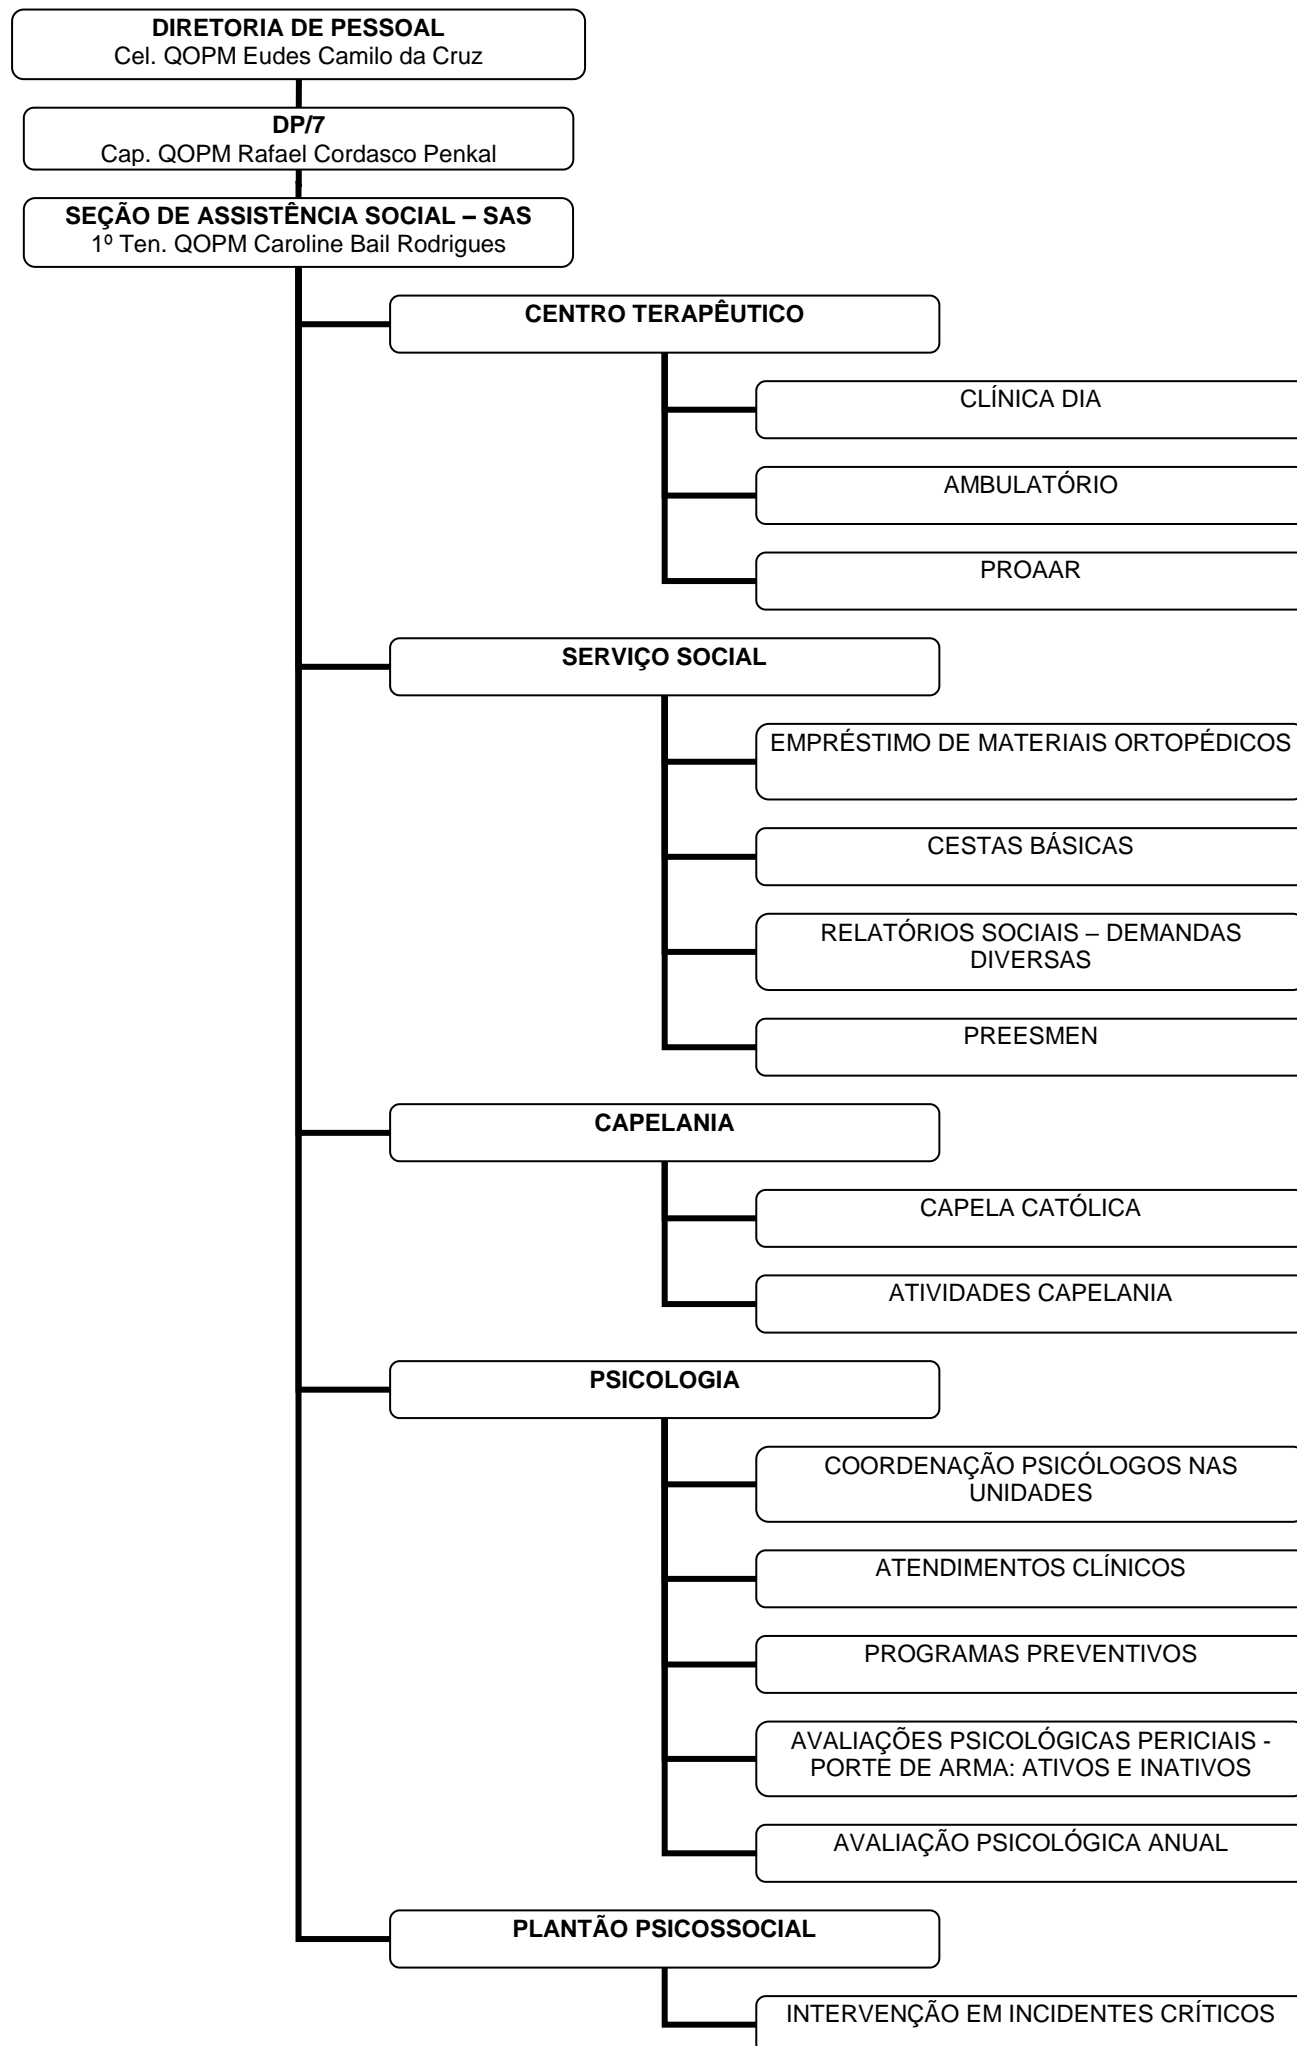 DIRETORIA DE PESSOAL
Cel. QOPM Eudes Camilo da Cruz
DP/7
Cap. QOPM Rafael Cordasco Penkal
SEÇÃO DE ASSISTÊNCIA SOCIAL – SAS
1º Ten. QOPM Caroline Bail Rodrigues
CENTRO TERAPÊUTICO
CLÍNICA DIA
AMBULATÓRIO
PROAAR
SERVIÇO SOCIAL
EMPRÉSTIMO DE MATERIAIS ORTOPÉDICOS
CESTAS BÁSICAS
RELATÓRIOS SOCIAIS – DEMANDAS
DIVERSAS
PREESMEN
CAPELANIA
CAPELA CATÓLICA
ATIVIDADES CAPELANIA
PSICOLOGIA
COORDENAÇÃO PSICÓLOGOS NAS
UNIDADES
ATENDIMENTOS CLÍNICOS
PROGRAMAS PREVENTIVOS
AVALIAÇÕES PSICOLÓGICAS PERICIAIS -
PORTE DE ARMA: ATIVOS E INATIVOS
AVALIAÇÃO PSICOLÓGICA ANUAL
PLANTÃO PSICOSSOCIAL
INTERVENÇÃO EM INCIDENTES CRÍTICOS